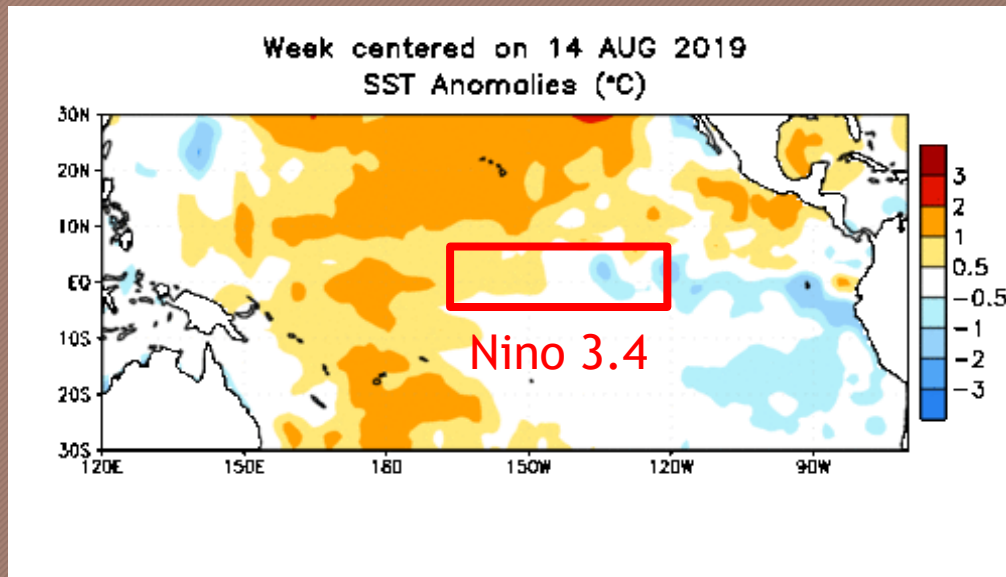 Week centered on 14 AUG 2019
SST Anomalies (°C)
30N
20N
10N
EQ
10S
20S
30S
120E 150E 180 150W 120W 90W
3
2
1
0.5
-0.5
-1
-2
-3
Nino 3.4